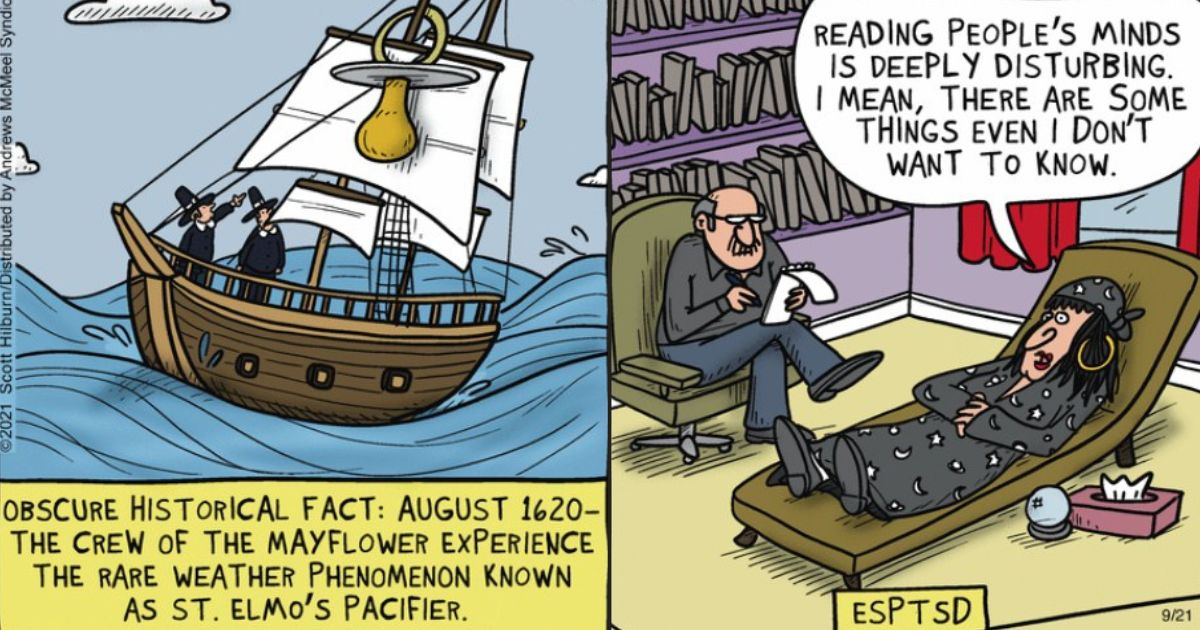 ©2021 Scott Hilburn/Distributed by Andrews McMeel Syndic
OBSCURE HISTORICAL FACT: AUGUST 1620-
THE CREW OF THE MAYFLOWER EXPERIENCE
THE RARE WEATHER PHENOMENON KNOWN
AS ST. ELMO'S PACIFIER.
READING PEOPLE'S MINDS
IS DEEPLY DISTURBING.
I MEAN, THERE ARE SOME
THINGS EVEN I DON'T
WANT TO KNOW.
ESPTSD
9/21